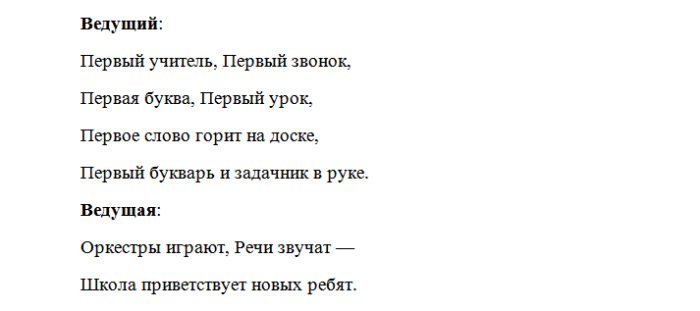 Ведущий:
Первый учитель, Первый звонок,
Первая буква, Первый урок,
Первое слово горит на доске,
Первый букварь и задачник в руке.
Ведущая:
Оркестры играют, Речи звучат —
Школа приветствует новых ребят.